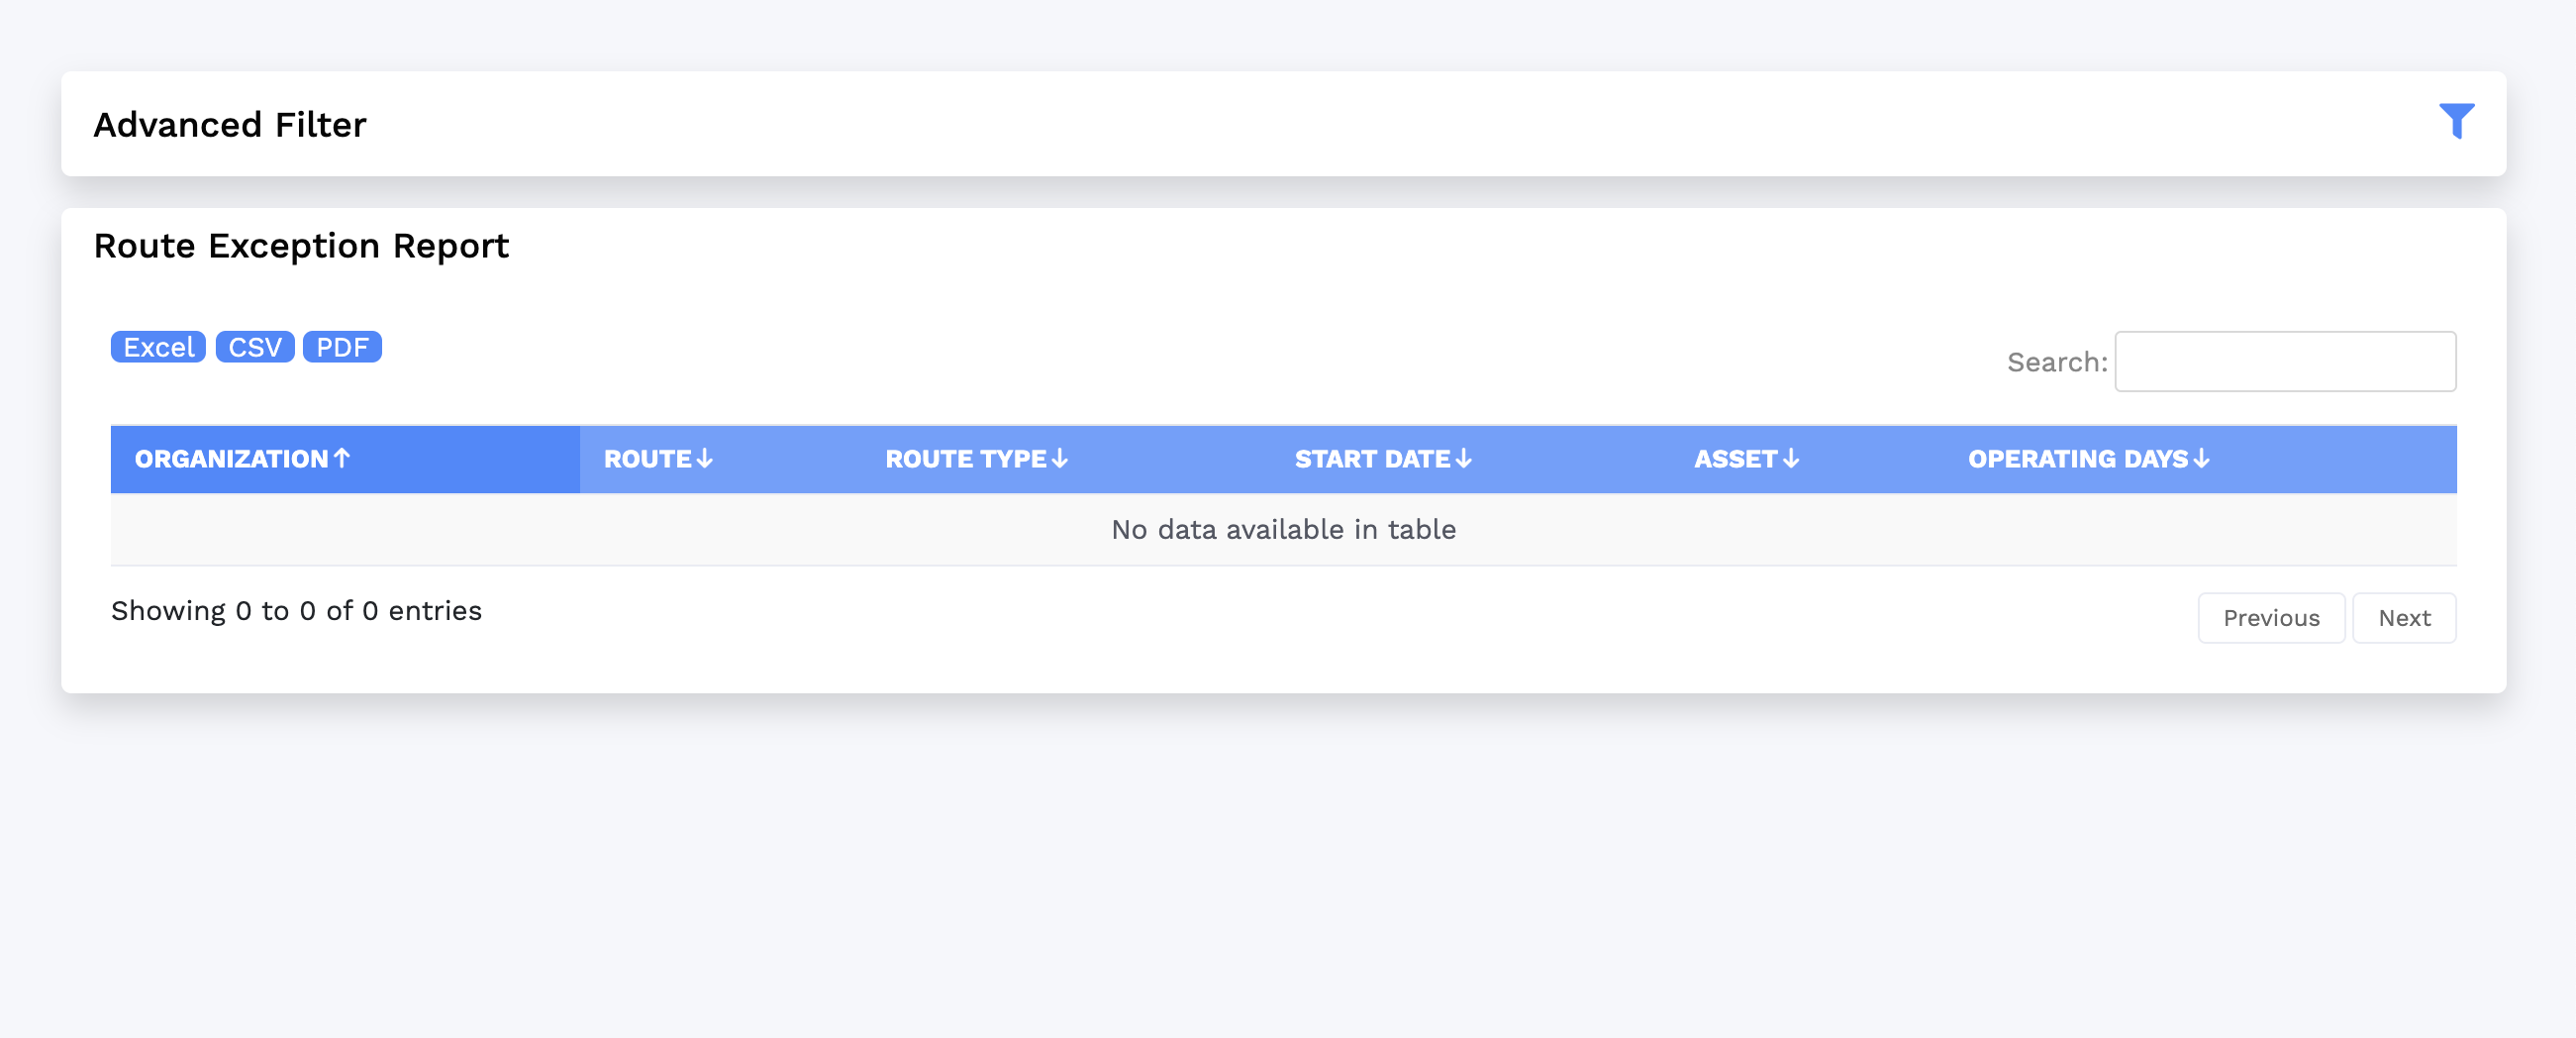 Advanced Filter
Route Exception Report
Excel CSV PDF
Search:
ORGANIZATION↑ ROUTE↓ ROUTE TYPE↓ START DATE↓ ASSET↓ OPERATING DAYS↓
No data available in table
Showing 0 to 0 of 0 entries
Previous Next